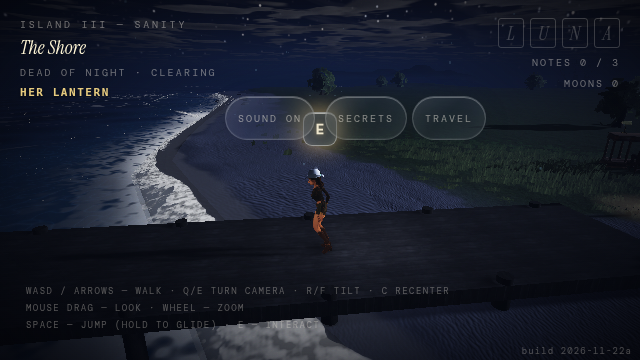 ISLAND III — SANITY
The Shore
DEAD OF NIGHT · CLEARING
HER LANTERN
L U N A
NOTES 0 / 3
MOONS 0
SOUND ON
E
SECRETS
TRAVEL
WASD / ARROWS — WALK · Q/E TURN CAMERA · R/F TILT · C RECENTER
MOUSE DRAG — LOOK · WHEEL — ZOOM
SPACE — JUMP (HOLD TO GLIDE) · E — INTERACT
build 2026-11-22a